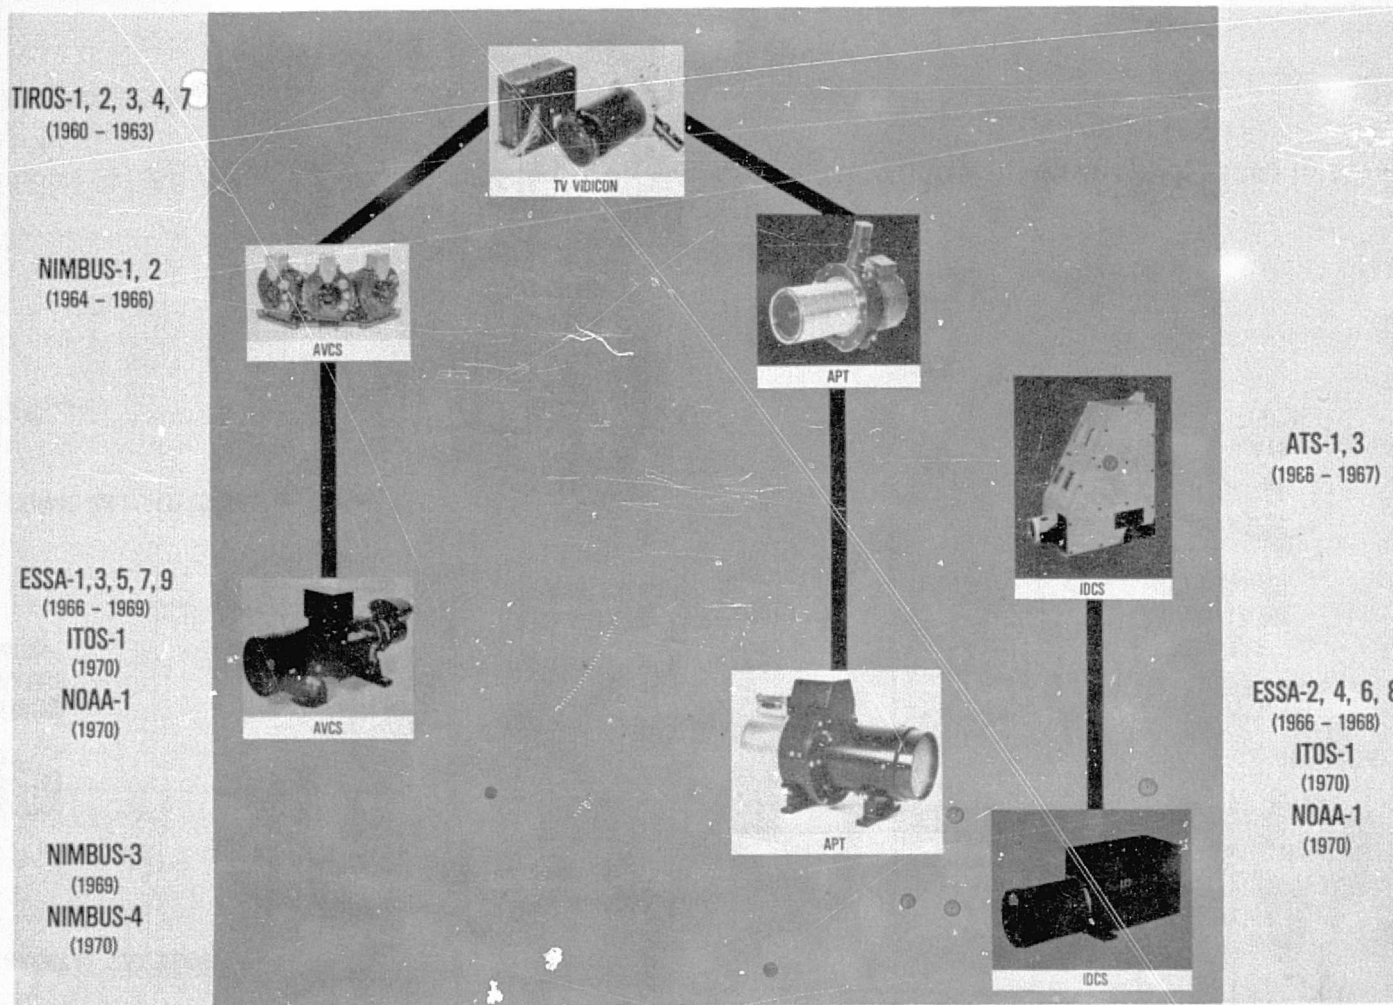 TIROS-1, 2, 3, 4, 7
(1960 – 1963)
TV VIDICON
NIMBUS-1, 2
(1964 – 1966)
AVCS
APT
ATS-1, 3
(1966 – 1967)
IDCS
ESSA-1, 3, 5, 7, 9
(1966 – 1969)
ITOS-1
(1970)
NOAA-1
(1970)
AVCS
APT
ESSA-2, 4, 6, 8
(1966 – 1968)
ITOS-1
(1970)
NOAA-1
(1970)
NIMBUS-3
(1969)
NIMBUS-4
(1970)
IDCS